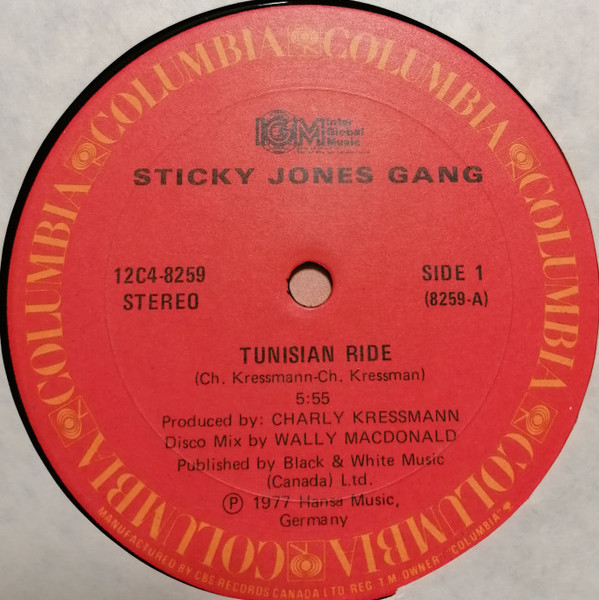 COLUMBIA COLUMBIA COLUMBIA COLUMBIA COLUMBIA COLUMBIA COLUMBIA COLUMBIA
IGM Inter
Global
Music
STICKY JONES GANG
12C4-8259
STEREO
SIDE 1
(8259-A)
TUNISIAN RIDE
(Ch. Kressmann-Ch. Kressman)
5:55
Produced by: CHARLY KRESSMANN
Disco Mix by WALLY MACDONALD
Published by Black & White Music
(Canada) Ltd.
Ⓟ 1977 Hansa Music,
Germany
MANUFACTURED BY CBS RECORDS CANADA LTD REG. T.M. OWNER "COLUMBIA"